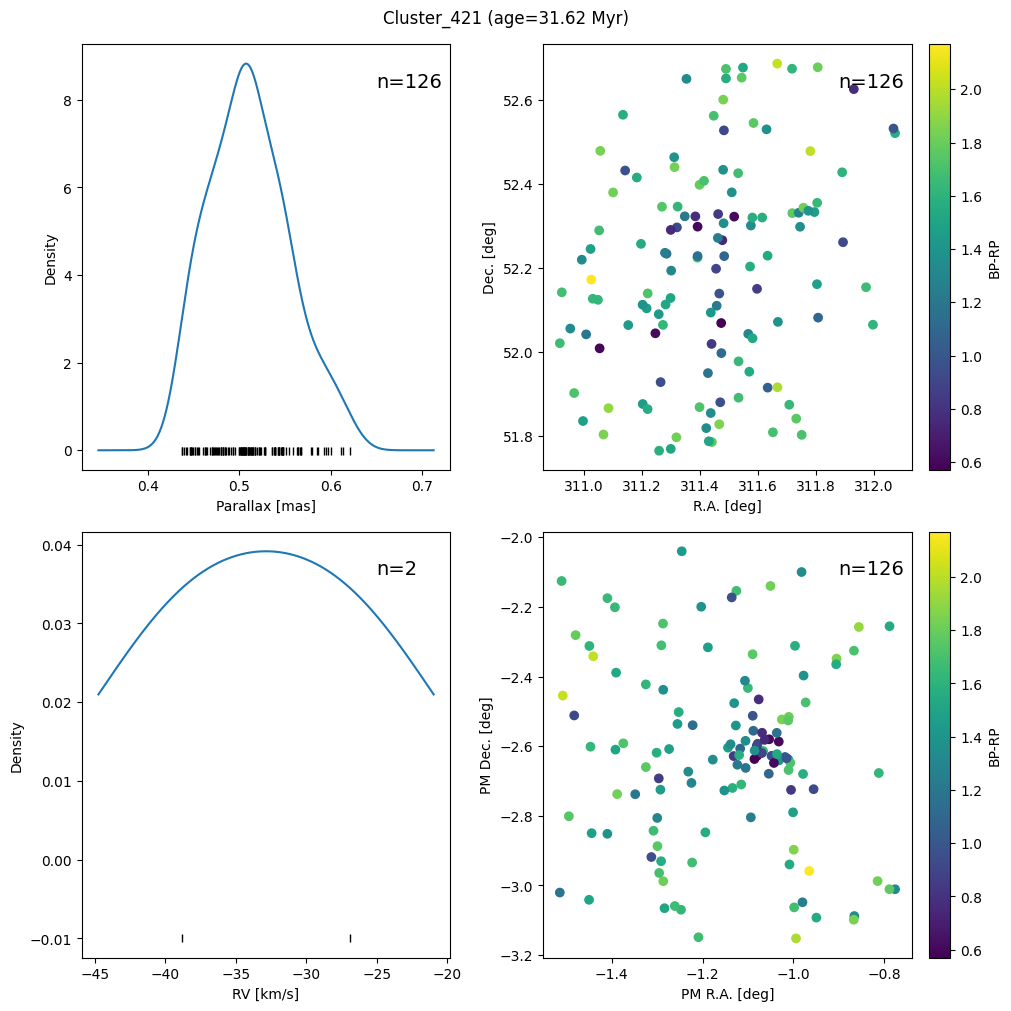 Cluster_421 (age=31.62 Myr)
n=126
Density
8
6
4
2
0
0.4 0.5 0.6 0.7
Parallax [mas]
n=126
Dec. [deg]
52.6
52.4
52.2
52.0
51.8
311.0 311.2 311.4 311.6 311.8 312.0
R.A. [deg]
2.0
1.8
1.6
1.4
1.2
1.0
0.8
0.6
BP-RP
n=2
Density
0.04
0.03
0.02
0.01
0.00
−0.01
−45 −40 −35 −30 −25 −20
RV [km/s]
n=126
PM Dec. [deg]
−2.0
−2.2
−2.4
−2.6
−2.8
−3.0
−3.2
−1.4 −1.2 −1.0 −0.8
PM R.A. [deg]
2.0
1.8
1.6
1.4
1.2
1.0
0.8
0.6
BP-RP